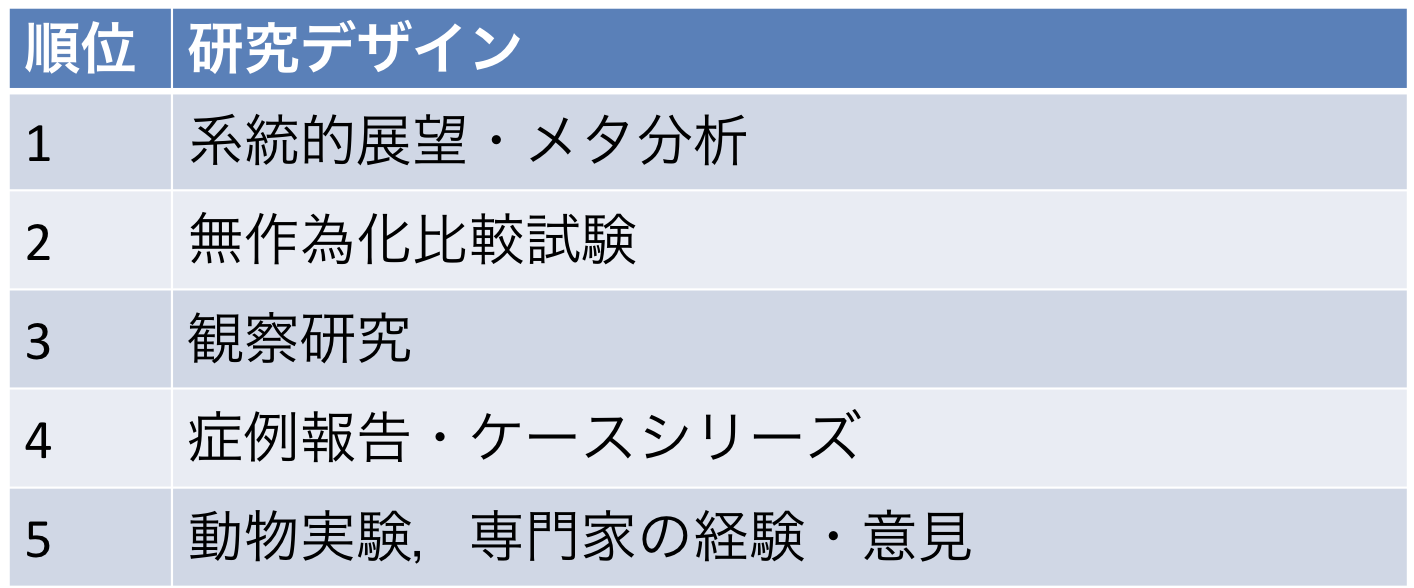 順位 研究デザイン
1 系統的展望・メタ分析
2 無作為化比較試験
3 観察研究
4 症例報告・ケースシリーズ
5 動物実験，専門家の経験・意見